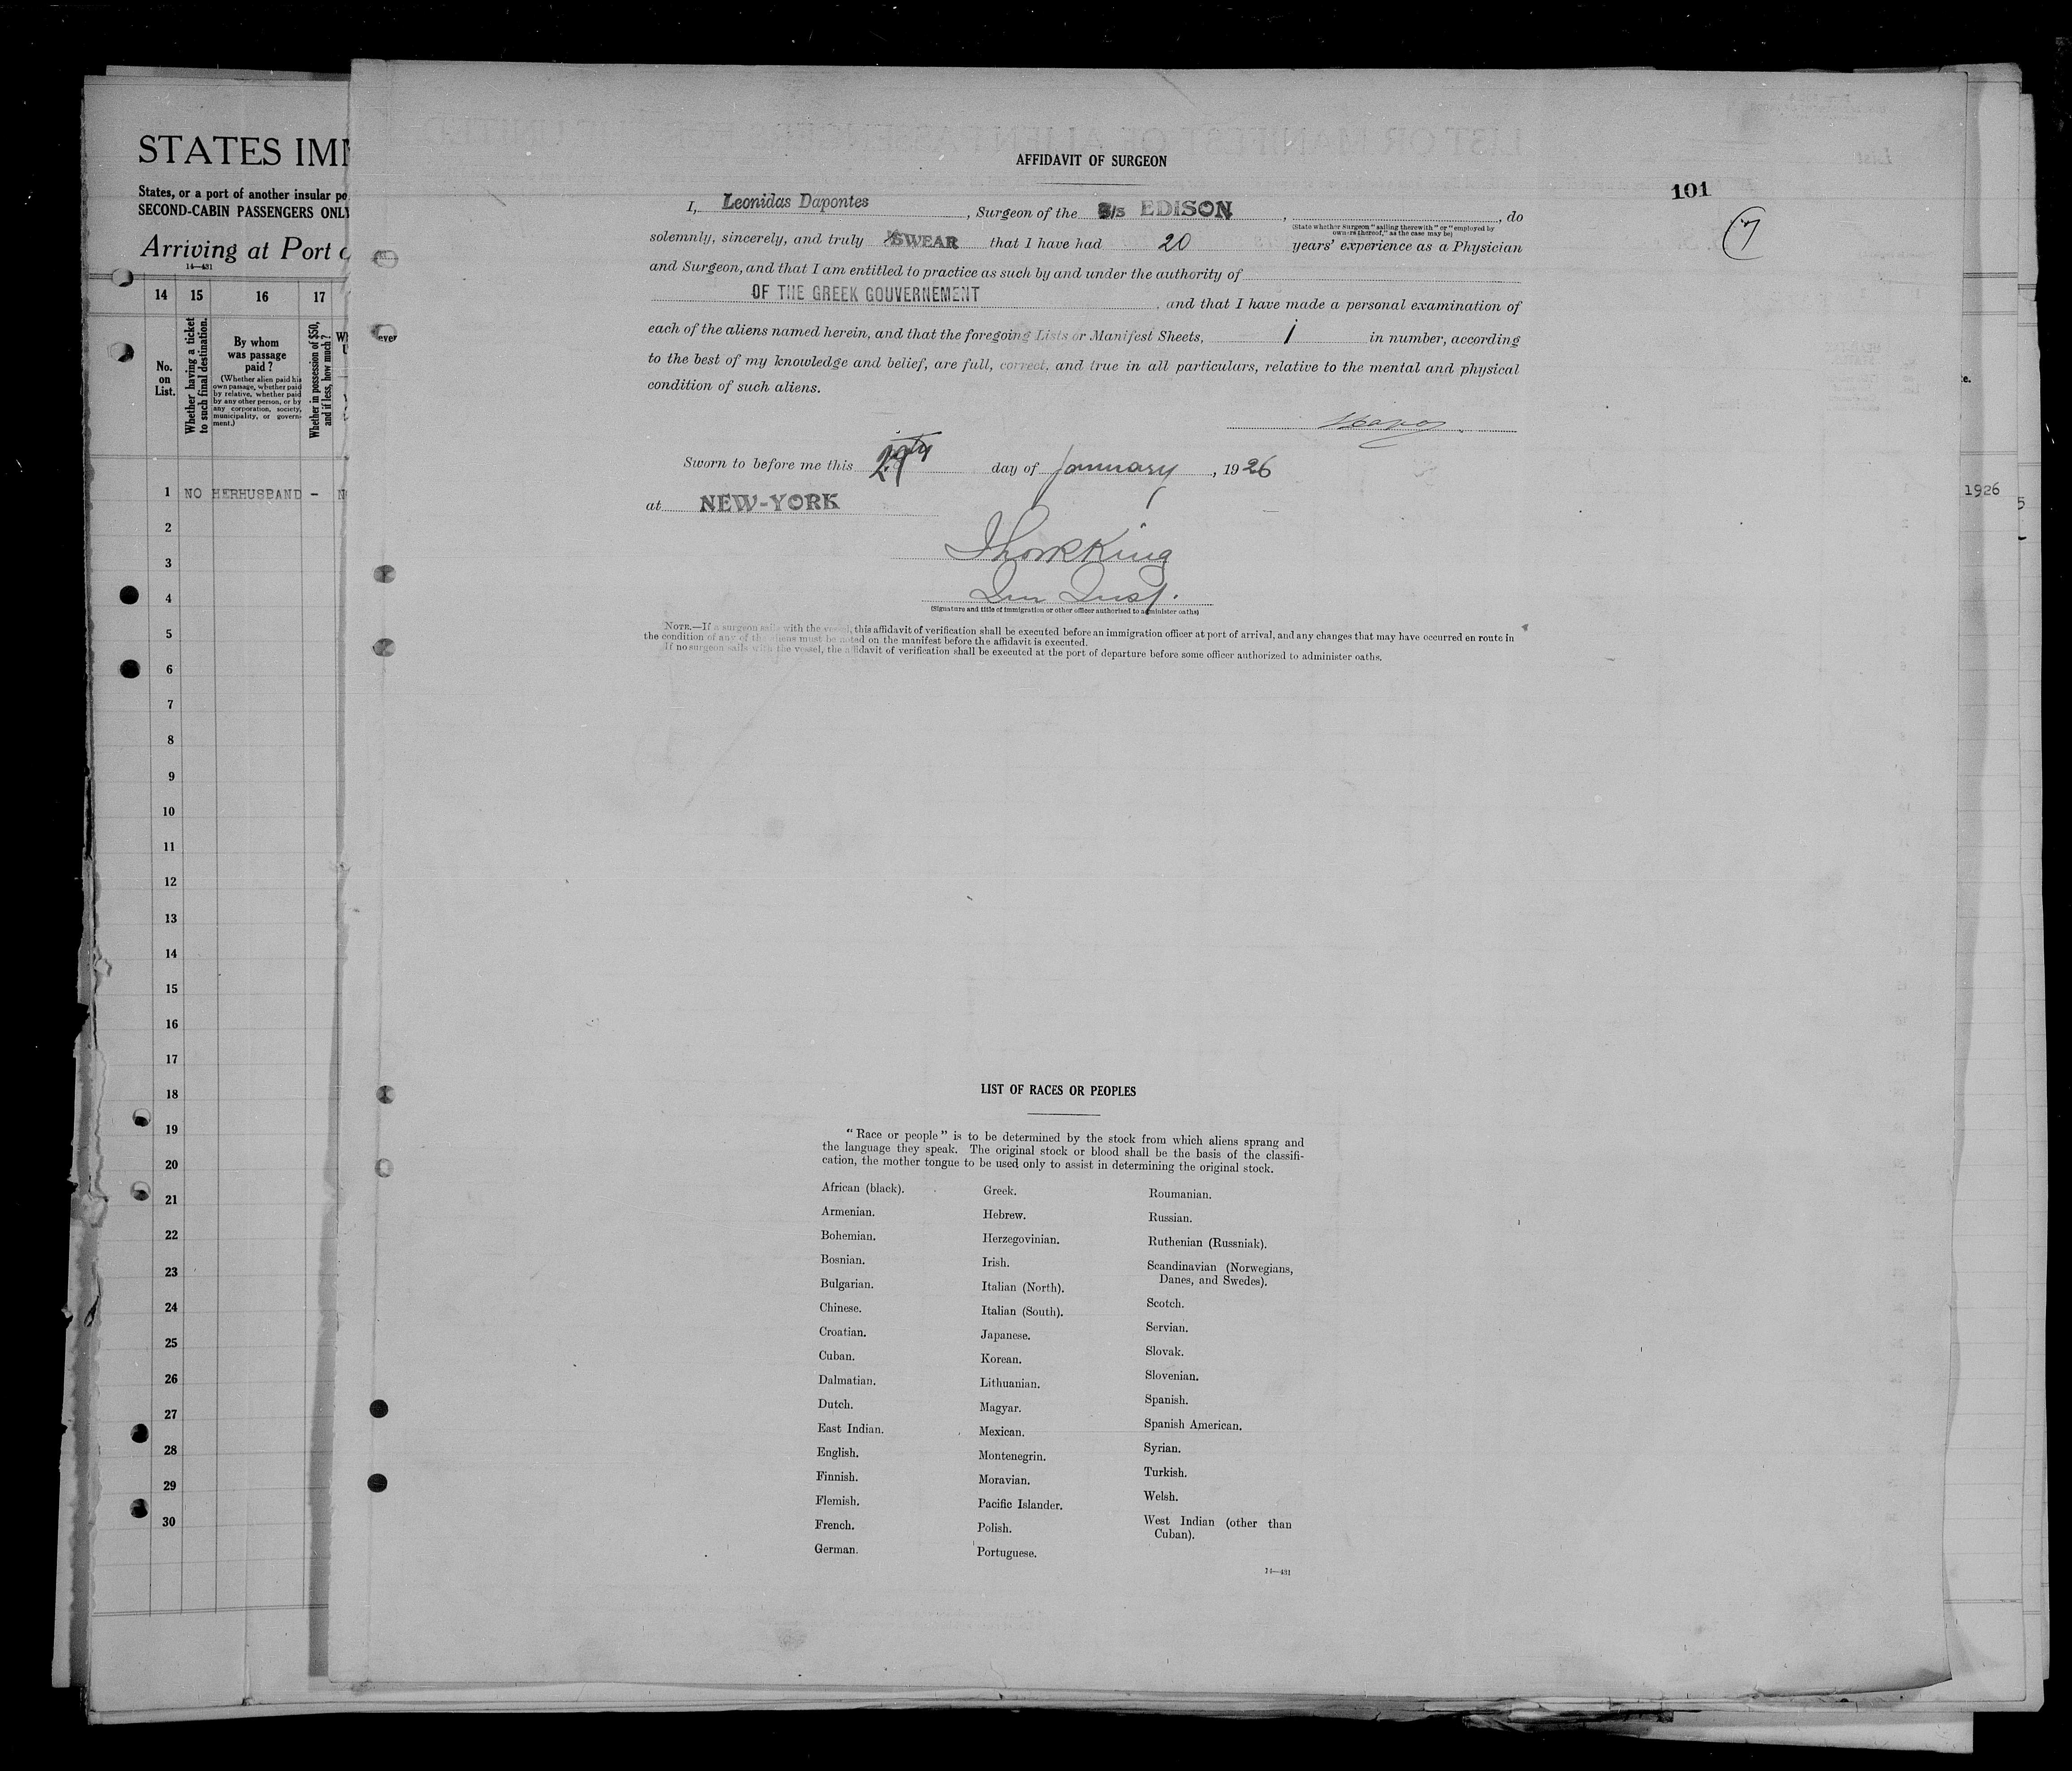 STATES IMM
States, or a port of another insular po
SECOND-CABIN PASSENGERS ONLY
Arriving at Port o
14—431
14 15 16 17
No. on List.
Whether having a ticket to such final destination.
By whom was passage paid?
(Whether alien paid his own passage, whether paid by relative, whether paid by any other person, or by any corporation, society, municipality, or government.)
Whether in possession of $50, and if less, how much?
ever
1 NO HERHUSBAND - N
2
3
4
5
6
7
8
9
10
11
12
13
14
15
16
17
18
19
20
21
22
23
24
25
26
27
28
29
30
AFFIDAVIT OF SURGEON
101
7
I, Leonidas Dapontes, Surgeon of the S/S EDISON, , do
(State whether Surgeon "sailing therewith" or "employed by
owners thereof," as the case may be)
solemnly, sincerely, and truly SWEAR that I have had 20 years' experience as a Physician
and Surgeon, and that I am entitled to practice as such by and under the authority of
OF THE GREEK GOUVERNEMENT, and that I have made a personal examination of
each of the aliens named herein, and that the foregoing Lists or Manifest Sheets, 1 in number, according
to the best of my knowledge and belief, are full, correct, and true in all particulars, relative to the mental and physical
condition of such aliens.
Sworn to before me this 29th day of January, 1926
at NEW-YORK
King
Im Insp.
(Signature and title of immigration or other officer authorized to administer oaths)
NOTE.—If a surgeon sails with the vessel, this affidavit of verification shall be executed before an immigration officer at port of arrival, and any changes that may have occurred en route in
the condition of any of the aliens must be noted on the manifest before the affidavit is executed.
If no surgeon sails with the vessel, the affidavit of verification shall be executed at the port of departure before some officer authorized to administer oaths.
LIST OF RACES OR PEOPLES
"Race or people" is to be determined by the stock from which aliens sprang and
the language they speak. The original stock or blood shall be the basis of the classifi-
cation, the mother tongue to be used only to assist in determining the original stock.
African (black).
Armenian.
Bohemian.
Bosnian.
Bulgarian.
Chinese.
Croatian.
Cuban.
Dalmatian.
Dutch.
East Indian.
English.
Finnish.
Flemish.
French.
German.
Greek.
Hebrew.
Herzegovinian.
Irish.
Italian (North).
Italian (South).
Japanese.
Korean.
Lithuanian.
Magyar.
Mexican.
Montenegrin.
Moravian.
Pacific Islander.
Polish.
Portuguese.
Roumanian.
Russian.
Ruthenian (Russniak).
Scandinavian (Norwegians,
Danes, and Swedes).
Scotch.
Servian.
Slovak.
Slovenian.
Spanish.
Spanish American.
Syrian.
Turkish.
Welsh.
West Indian (other than
Cuban).
14—431
e.
1926
5